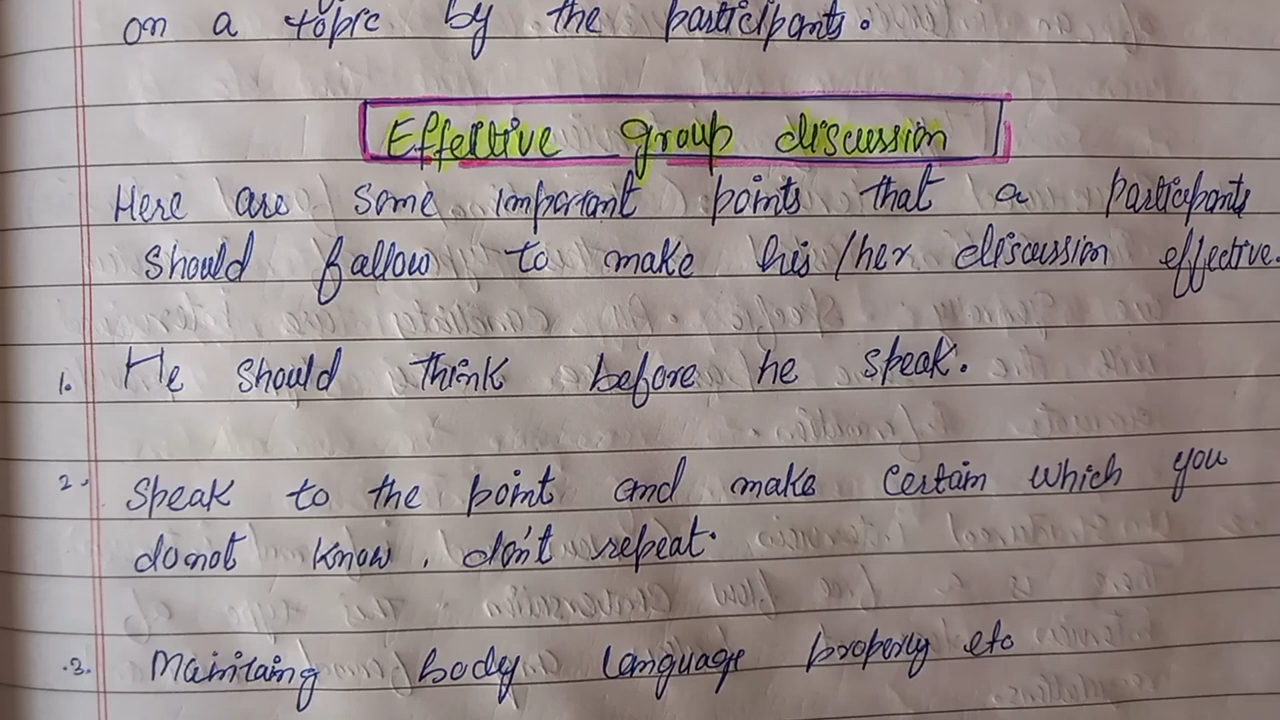 on a topic by the participants.
Effective group discussion
Here are some important points that a participants
should fallow to make his/her discussion effective.
1. He should think before he speak.
2. Speak to the point and make certain which you
donot know, don't repeat.
3. Maintaing body language properly etc